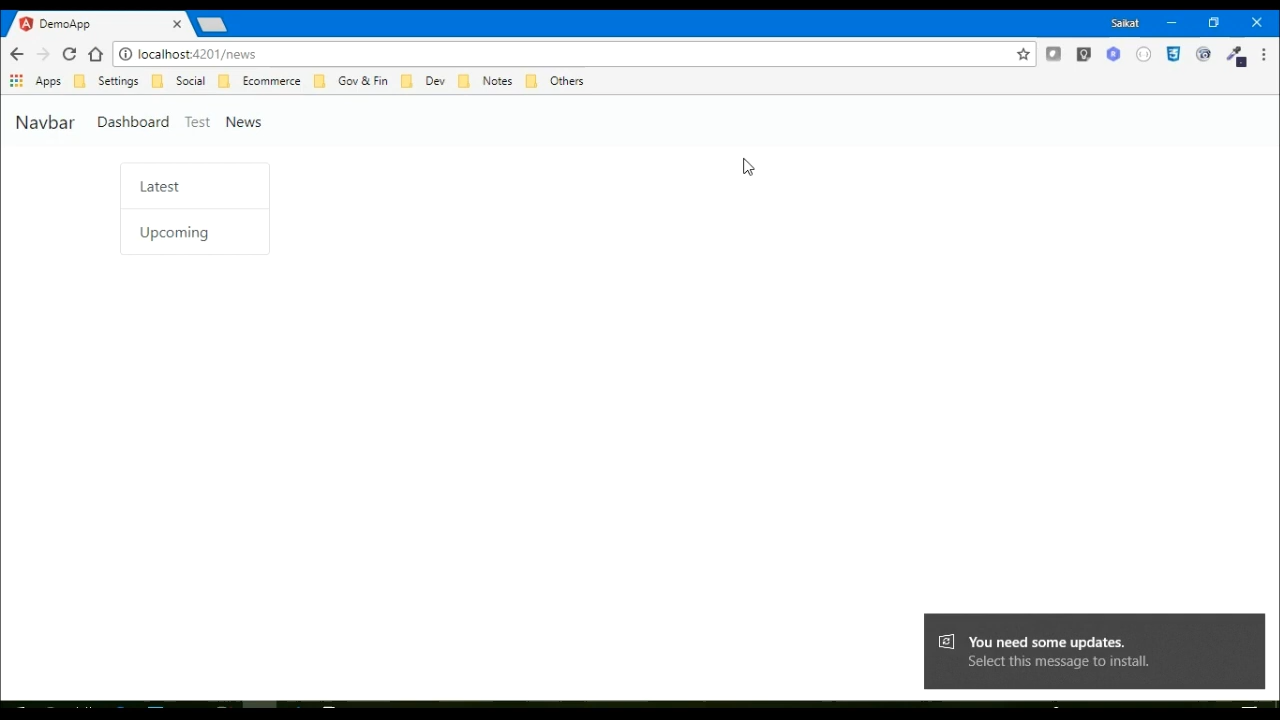 DemoApp
Saikat
localhost:4201/news
Apps Settings Social Ecommerce Gov & Fin Dev Notes Others
Navbar Dashboard Test News
Latest
Upcoming
You need some updates.
Select this message to install.